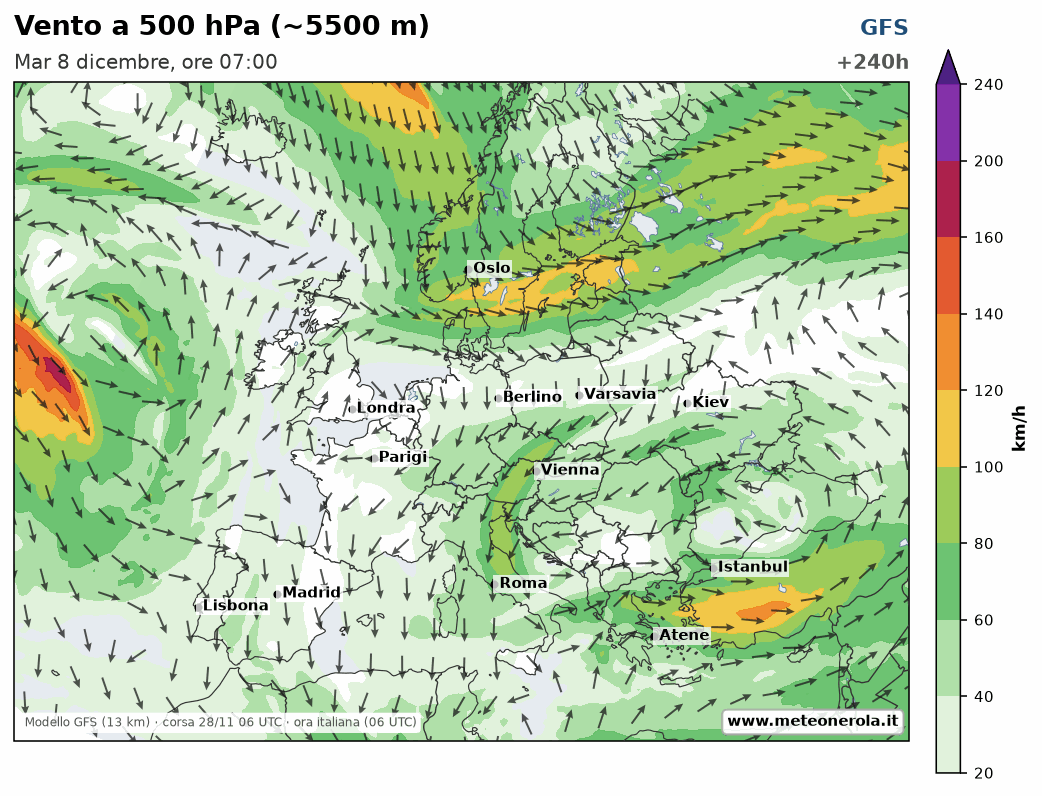 Vento a 500 hPa (~5500 m)
GFS
Mar 8 dicembre, ore 07:00
+240h
240
200
160
140
120
100
80
60
40
20
km/h
Oslo
Londra
Berlino
Varsavia
Kiev
Parigi
Vienna
Istanbul
Roma
Madrid
Lisbona
Atene
Modello GFS (13 km) · corsa 28/11 06 UTC · ora italiana (06 UTC)
www.meteonerola.it